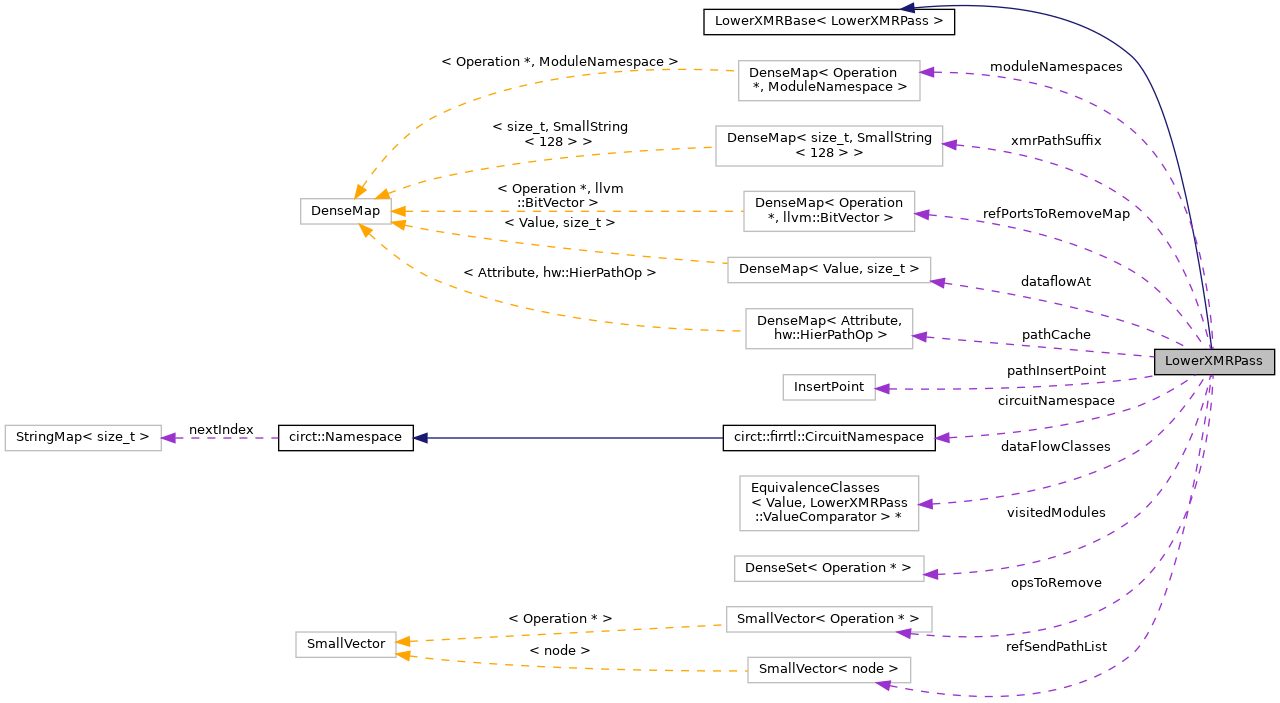 LowerXMRBase< LowerXMRPass >
< Operation *, ModuleNamespace >
DenseMap< Operation
*, ModuleNamespace >
moduleNamespaces
< size_t, SmallString
< 128 > >
DenseMap< size_t, SmallString
< 128 > >
xmrPathSuffix
DenseMap
< Operation *, llvm
::BitVector >
DenseMap< Operation
*, llvm::BitVector >
refPortsToRemoveMap
< Value, size_t >
DenseMap< Value, size_t >
dataflowAt
< Attribute, hw::HierPathOp >
DenseMap< Attribute,
hw::HierPathOp >
pathCache
LowerXMRPass
InsertPoint
pathInsertPoint
circuitNamespace
StringMap< size_t >
nextIndex
circt::Namespace
circt::firrtl::CircuitNamespace
dataFlowClasses
EquivalenceClasses
< Value, LowerXMRPass
::ValueComparator > *
visitedModules
DenseSet< Operation * >
opsToRemove
SmallVector
< Operation * >
SmallVector< Operation * >
< node >
SmallVector< node >
refSendPathList